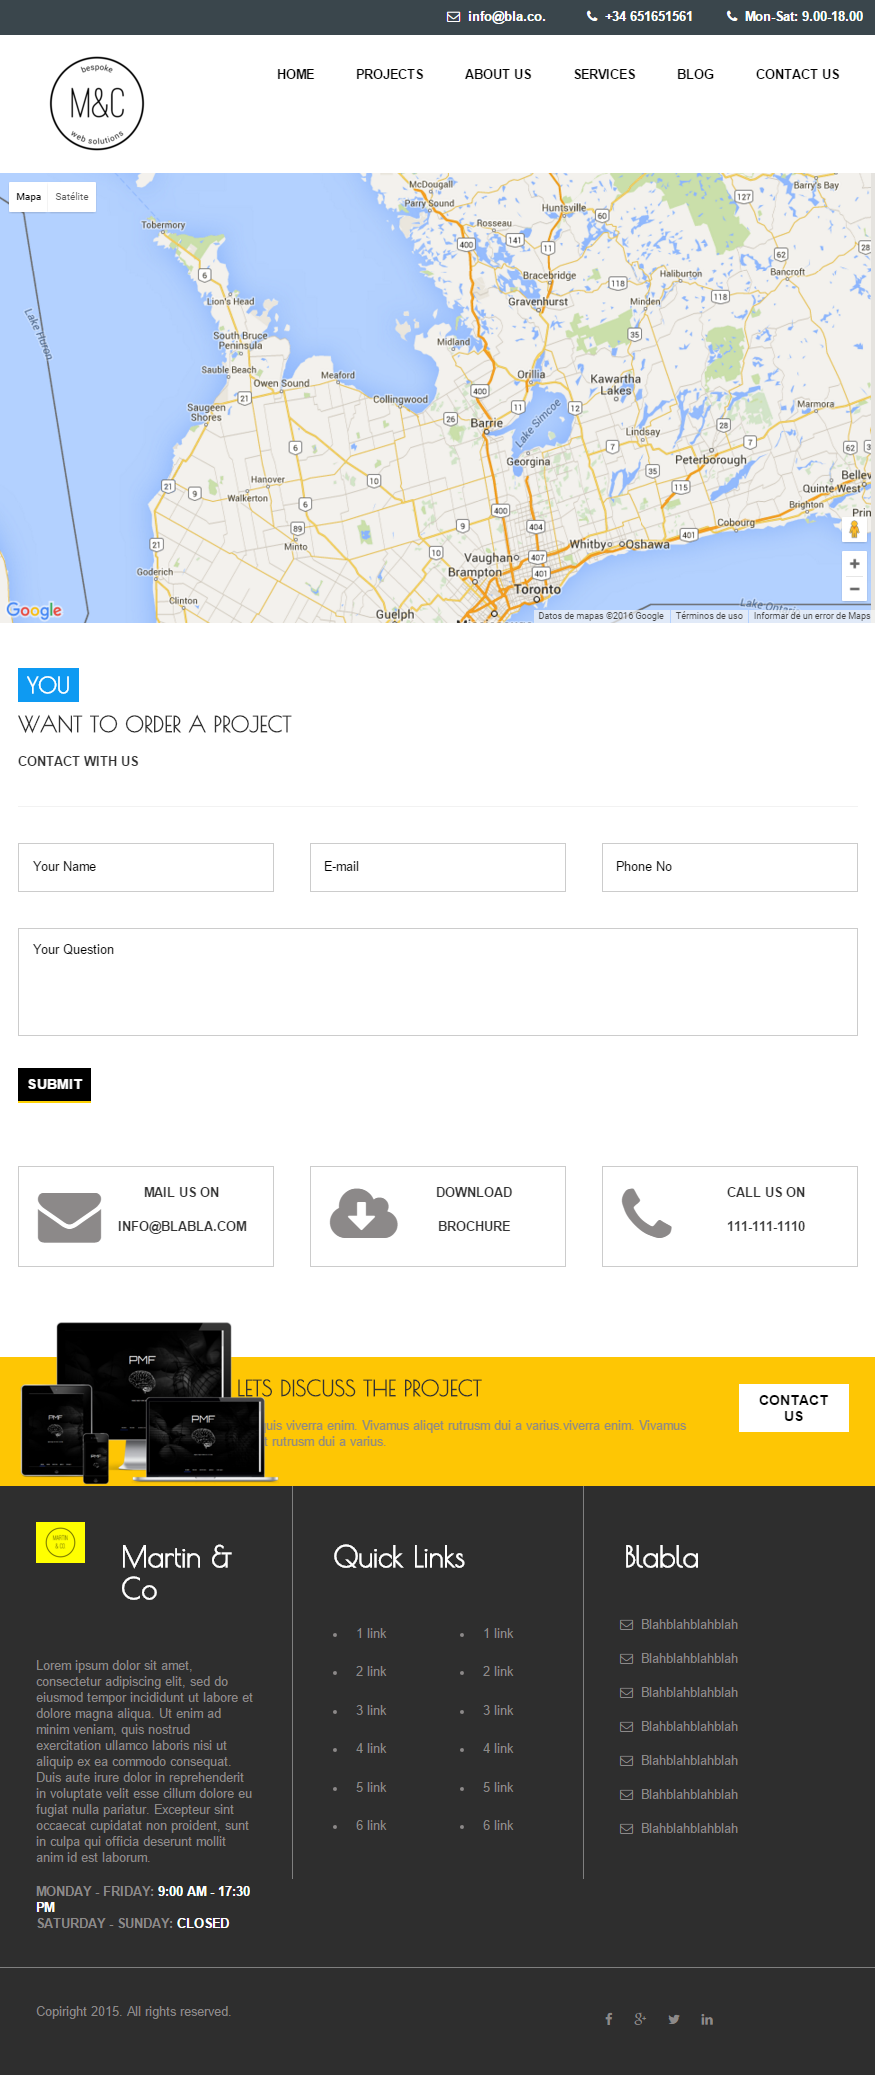 info@bla.co. +34 651651561 Mon-Sat: 9.00-18.00
bespoke
M&C
web solutions
HOME PROJECTS ABOUT US SERVICES BLOG CONTACT US
Mapa Satélite
McDougall
Parry Sound
Barry's Bay
Huntsville
Tobermory
Rosseau
Bracebridge
Haliburton
Bancroft
Lion's Head
Gravenhurst
Minden
Lake Huron
South Bruce
Peninsula
Midland
Sauble Beach
Owen Sound
Meaford
Orillia
Kawartha
Lakes
Saugeen
Shores
Collingwood
Marmora
Barrie
Lake Simcoe
Lindsay
Georgina
Peterborough
Hanover
Walkerton
Quinte West
Brighton
Minto
Cobourg
Whitby
Oshawa
Vaughan
Goderich
Brampton
Toronto
Clinton
Guelph
Lake Ontario
Google
Datos de mapas ©2016 Google Términos de uso Informar de un error de Maps
YOU
WANT TO ORDER A PROJECT
CONTACT WITH US
Your Name E-mail Phone No
Your Question
SUBMIT
MAIL US ON
INFO@BLABLA.COM
DOWNLOAD
BROCHURE
CALL US ON
111-111-1110
PMF
PMF
PMF
PMF
LETS DISCUSS THE PROJECT
uis viverra enim. Vivamus aliqet rutrusm dui a varius.viverra enim. Vivamus
t rutrusm dui a varius.
CONTACT
US
MARTIN
& CO
Martin &
Co
Lorem ipsum dolor sit amet,
consectetur adipiscing elit, sed do
eiusmod tempor incididunt ut labore et
dolore magna aliqua. Ut enim ad
minim veniam, quis nostrud
exercitation ullamco laboris nisi ut
aliquip ex ea commodo consequat.
Duis aute irure dolor in reprehenderit
in voluptate velit esse cillum dolore eu
fugiat nulla pariatur. Excepteur sint
occaecat cupidatat non proident, sunt
in culpa qui officia deserunt mollit
anim id est laborum.
MONDAY - FRIDAY: 9:00 AM - 17:30
PM
SATURDAY - SUNDAY: CLOSED
Quick Links
1 link 1 link
2 link 2 link
3 link 3 link
4 link 4 link
5 link 5 link
6 link 6 link
Blabla
Blahblahblahblah
Blahblahblahblah
Blahblahblahblah
Blahblahblahblah
Blahblahblahblah
Blahblahblahblah
Blahblahblahblah
Copiright 2015. All rights reserved.